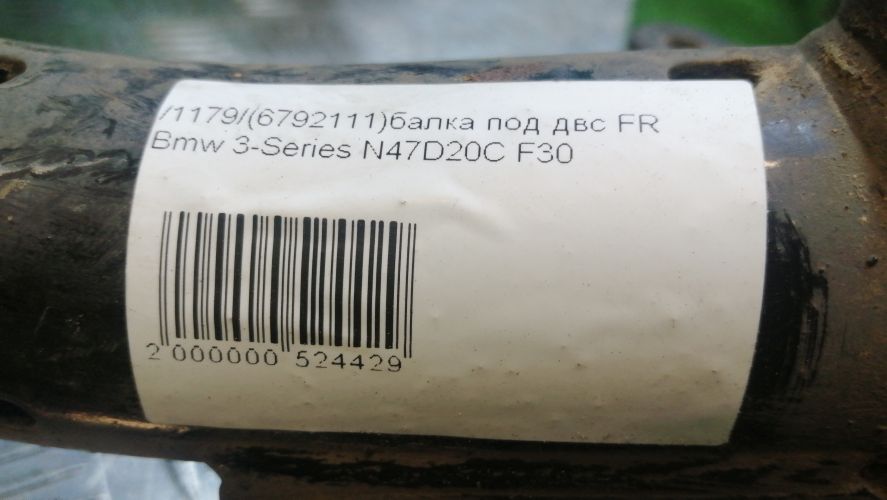 /1179/(6792111)балка под двс FR
Bmw 3-Series N47D20C F30
2 000000 524429